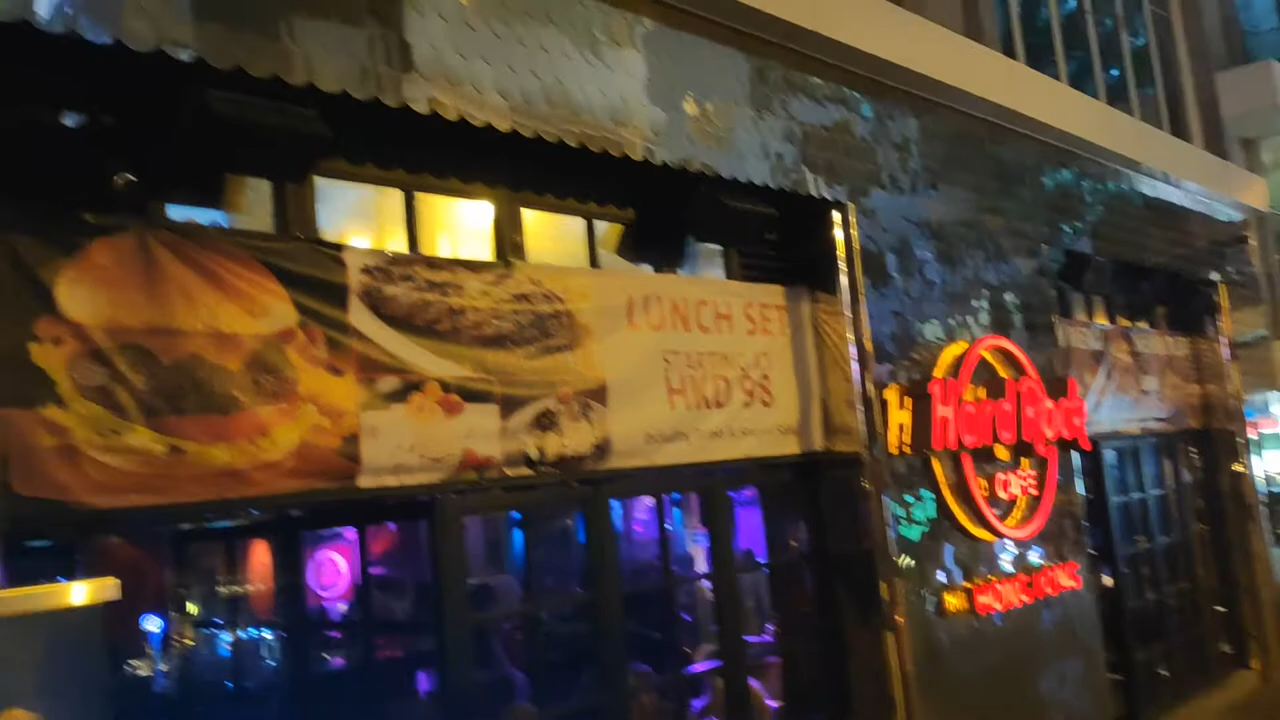 LUNCH SET
STARTING AT
HKD 98
Hard Rock
CAFE
HONG KONG